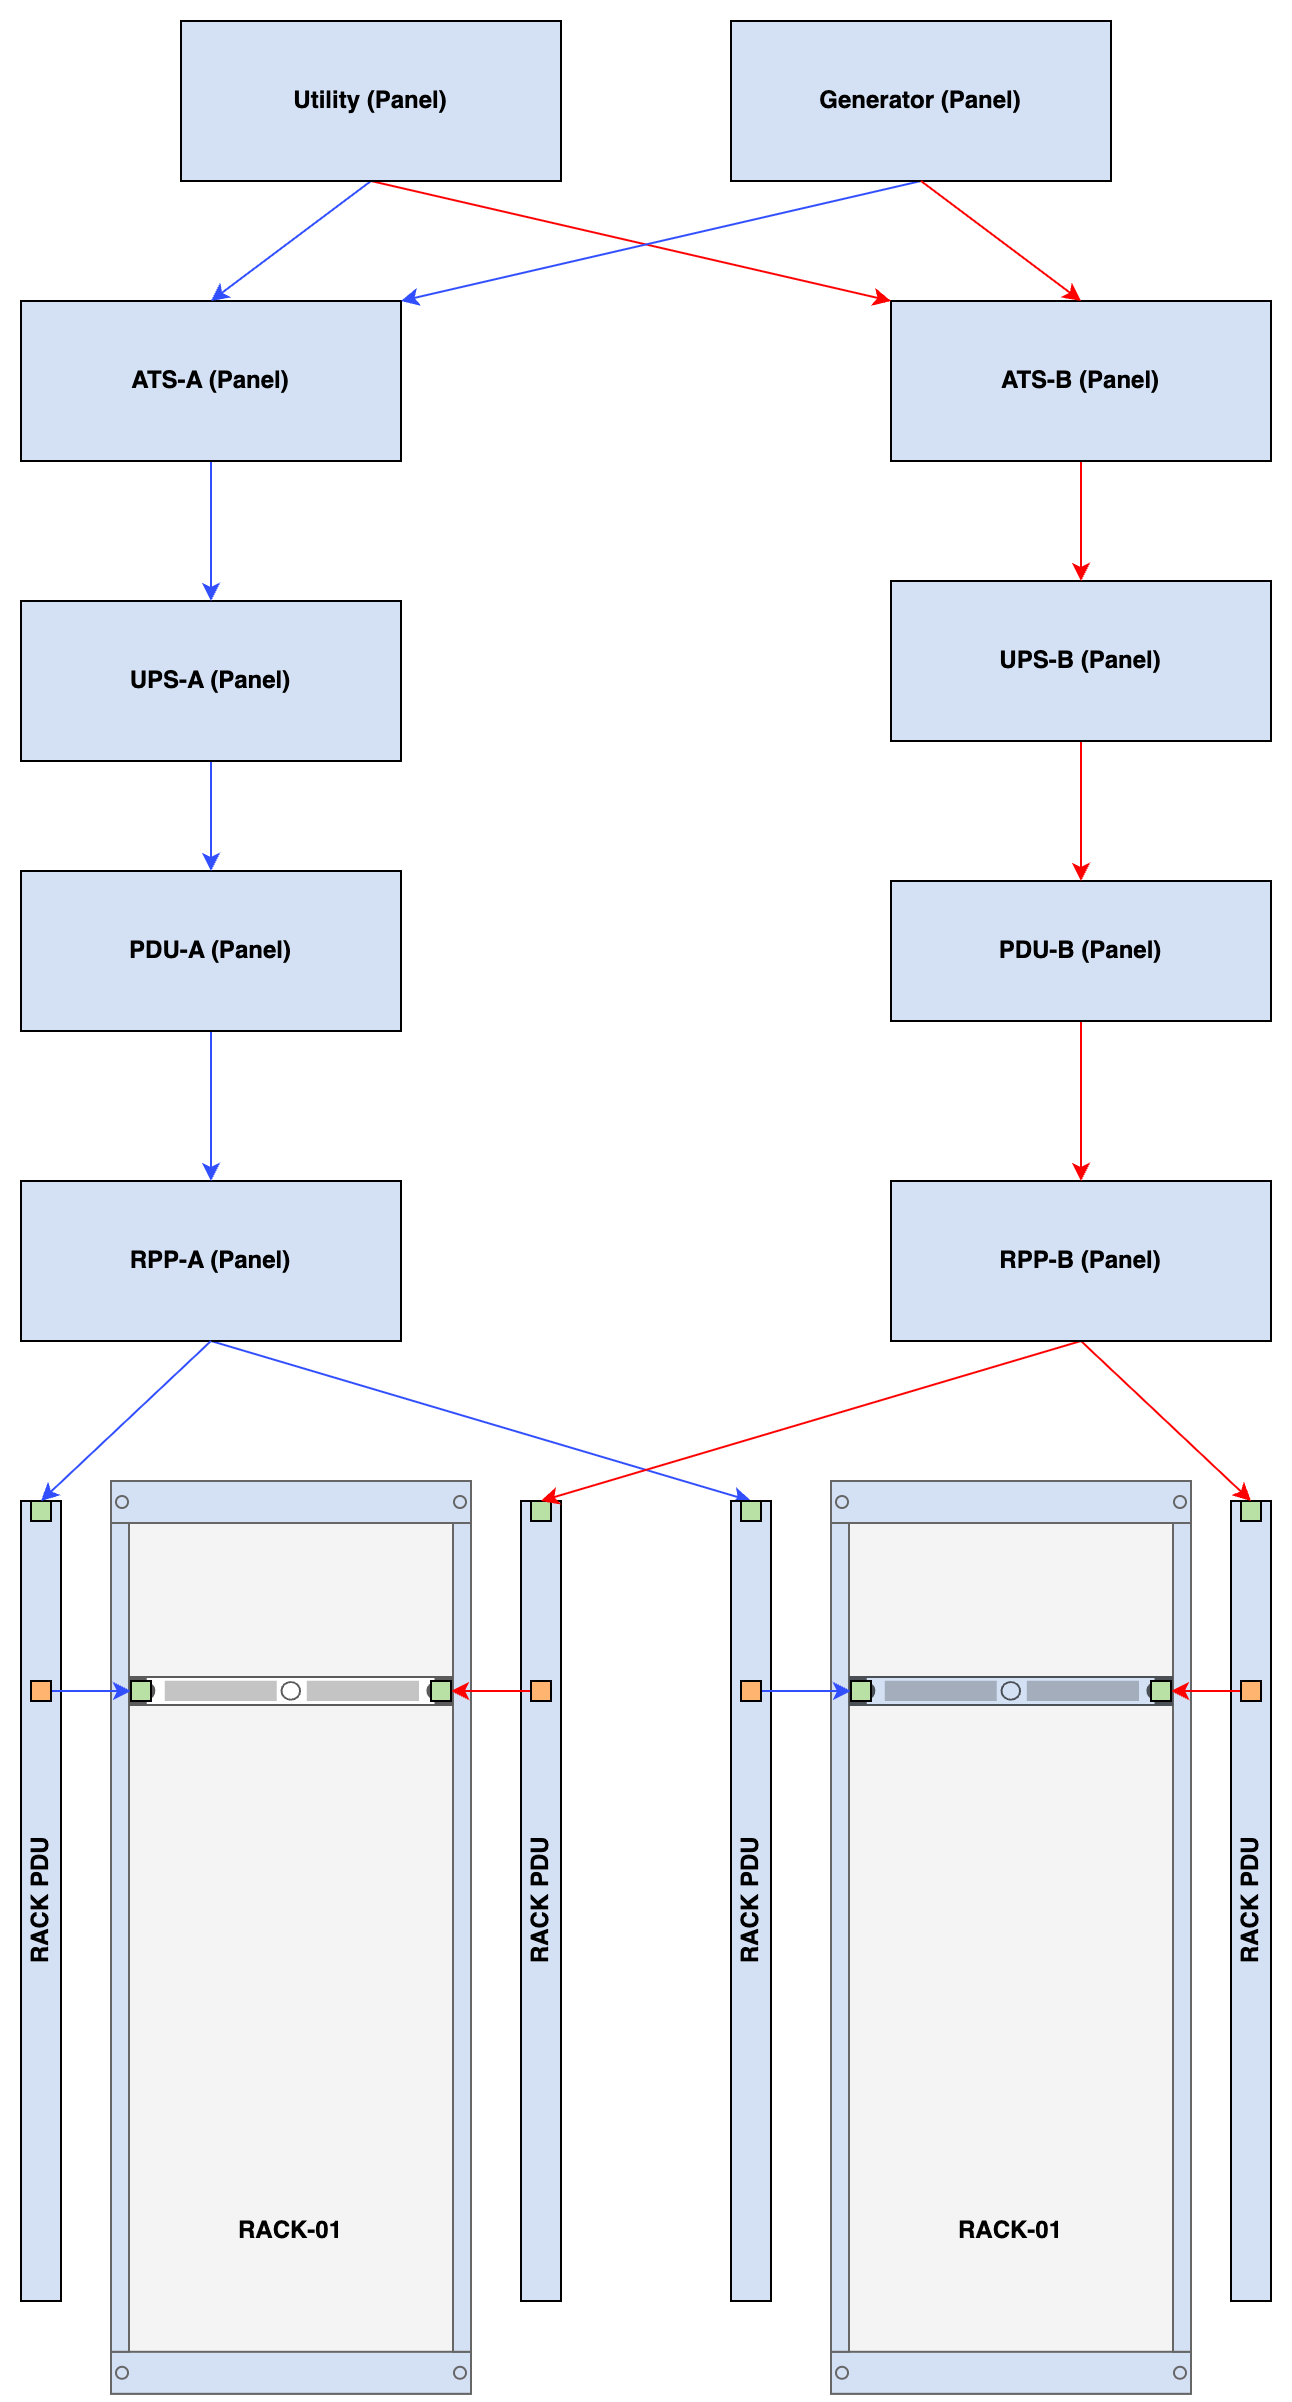 Utility (Panel)
Generator (Panel)
ATS-A (Panel)
ATS-B (Panel)
UPS-A (Panel)
UPS-B (Panel)
PDU-A (Panel)
PDU-B (Panel)
RPP-A (Panel)
RPP-B (Panel)
RACK PDU
RACK PDU
RACK PDU
RACK PDU
RACK-01
RACK-01